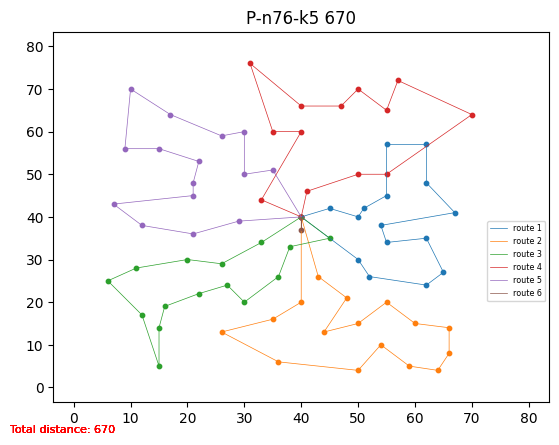 P-n76-k5 670
80
70
60
50
40
30
20
10
0
0 10 20 30 40 50 60 70 80
route 1
route 2
route 3
route 4
route 5
route 6
Total distance: 670